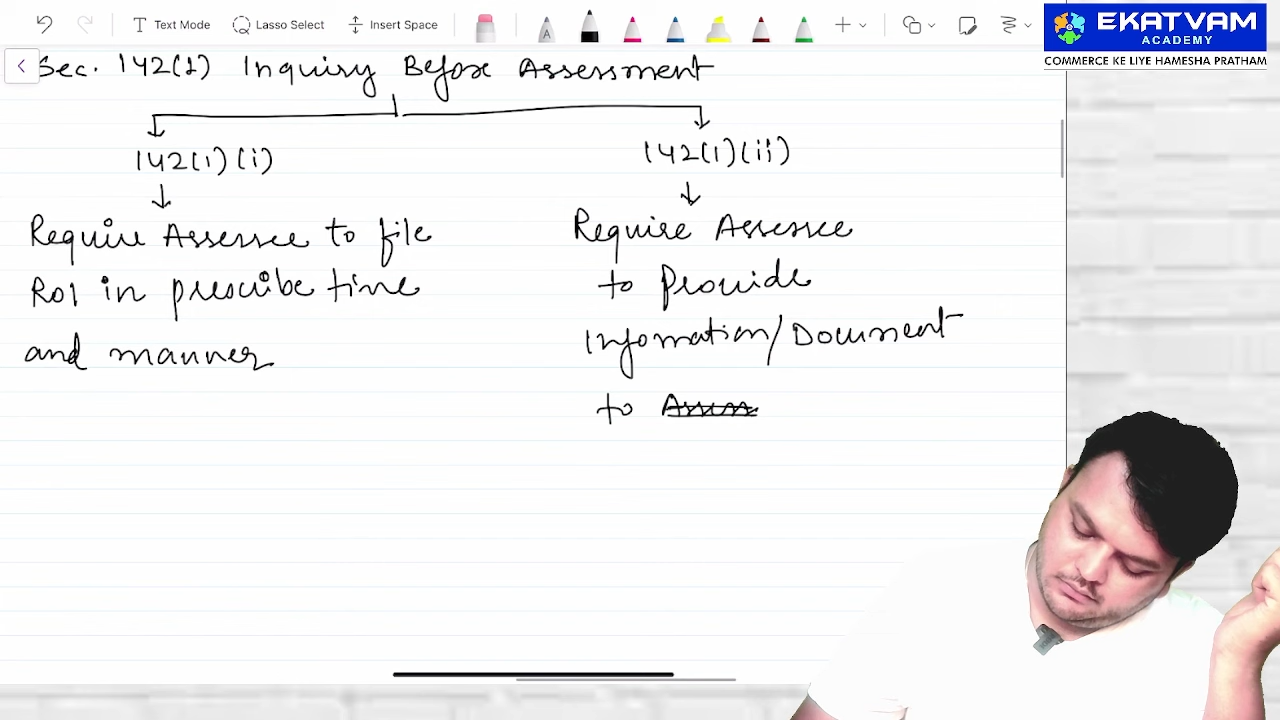 Text Mode
Lasso Select
Insert Space
EKATVAM
ACADEMY
COMMERCE KE LIYE HAMESHA PRATHAM
Sec. 142(1) Inquiry Before Assessment
142(1)(i)
142(1)(ii)
Require Assessee to file
ROI in prescribe time
and manner
Require Assessee
to Provide
Infomation/Document
to